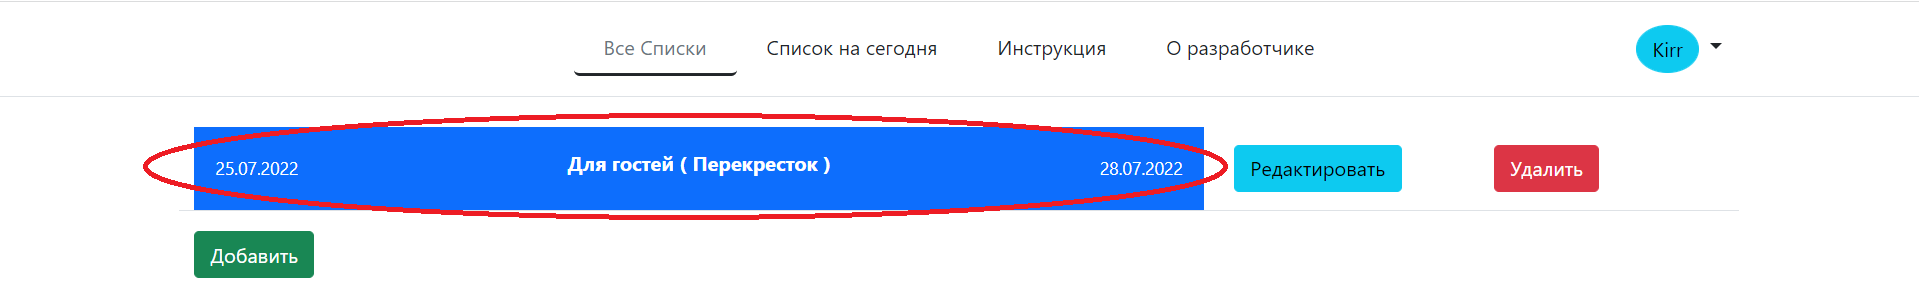 Все Списки Список на сегодня Инструкция О разработчике Kirr
25.07.2022 Для гостей ( Перекресток ) 28.07.2022 Редактировать Удалить
Добавить